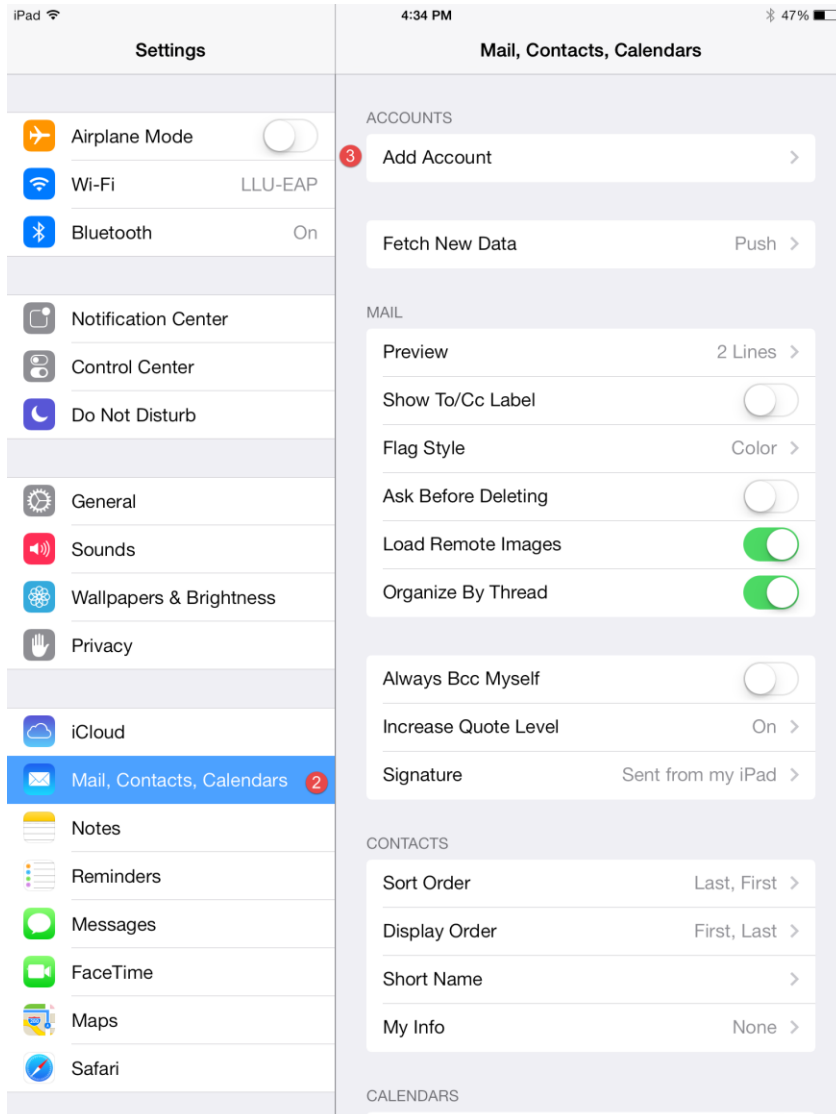 iPad 4:34 PM 47%
Settings
Airplane Mode
Wi-Fi LLU-EAP
Bluetooth On
Notification Center
Control Center
Do Not Disturb
General
Sounds
Wallpapers & Brightness
Privacy
iCloud
Mail, Contacts, Calendars 2
Notes
Reminders
Messages
FaceTime
Maps
Safari
Mail, Contacts, Calendars
ACCOUNTS
3 Add Account
Fetch New Data Push
MAIL
Preview 2 Lines
Show To/Cc Label
Flag Style Color
Ask Before Deleting
Load Remote Images
Organize By Thread
Always Bcc Myself
Increase Quote Level On
Signature Sent from my iPad
CONTACTS
Sort Order Last, First
Display Order First, Last
Short Name
My Info None
CALENDARS